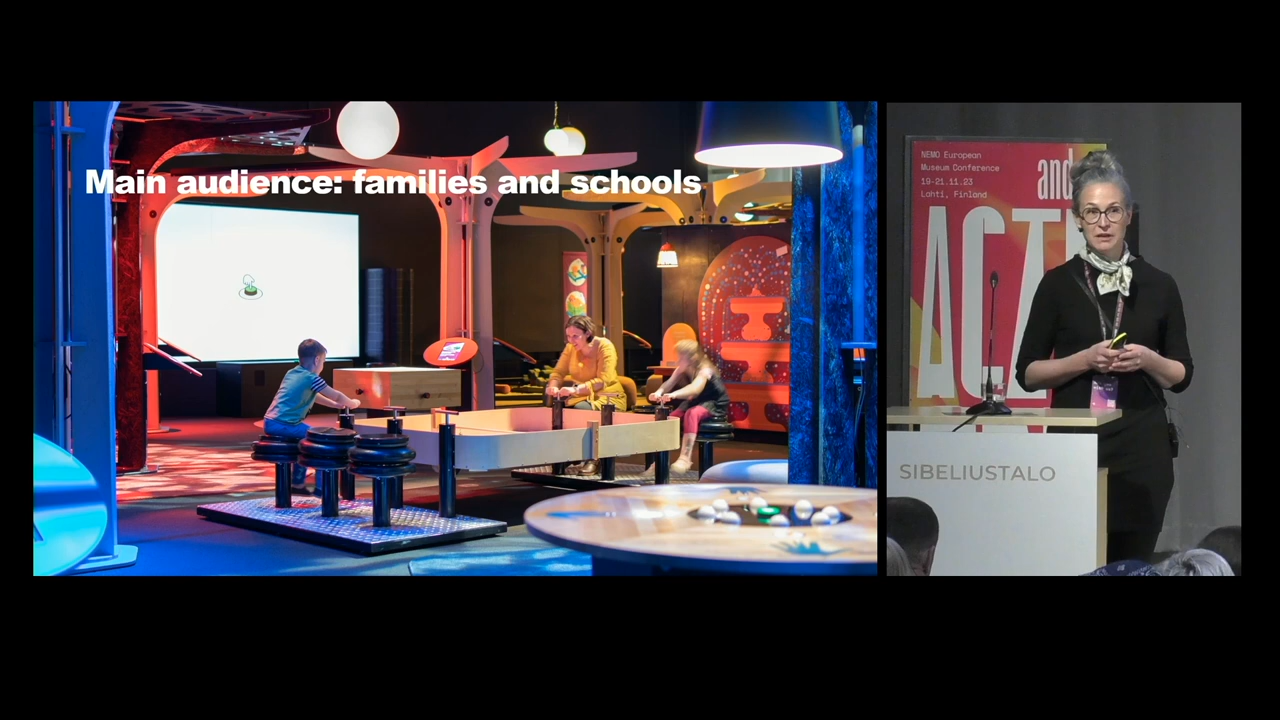 Main audience: families and schools
NEMO European
Museum Conference
19-21.11.23
Lahti, Finland
and
ACT
SIBELIUSTALO